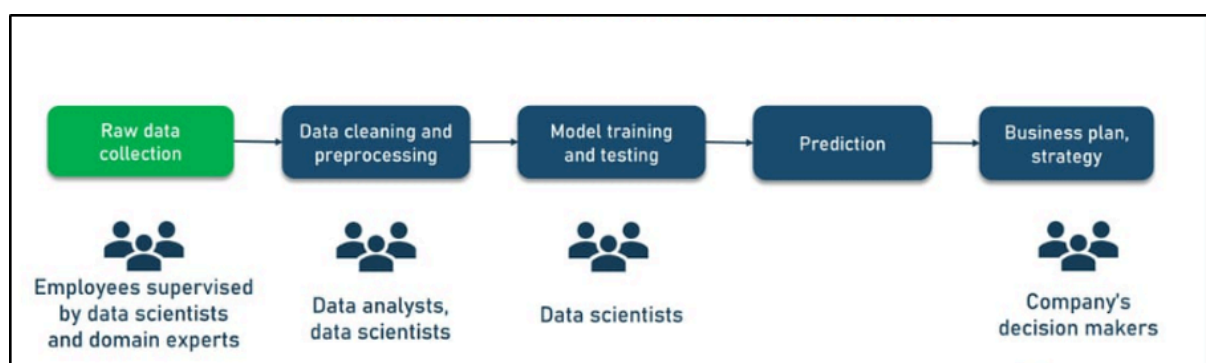 Raw data
collection
Data cleaning and
preprocessing
Model training
and testing
Prediction
Business plan,
strategy
Employees supervised
by data scientists
and domain experts
Data analysts,
data scientists
Data scientists
Company's
decision makers